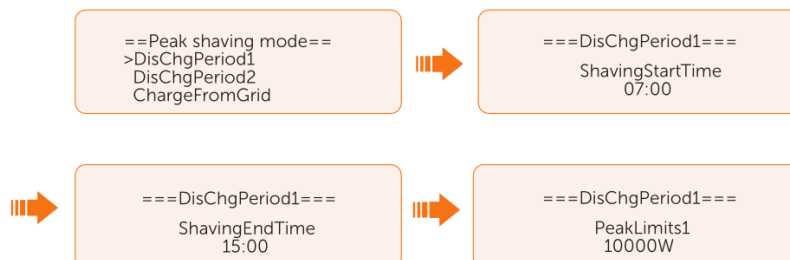 ==Peak shaving mode==
>DisChgPeriod1
DisChgPeriod2
ChargeFromGrid
===DisChgPeriod1===
ShavingStartTime
07:00
===DisChgPeriod1===
ShavingEndTime
15:00
===DisChgPeriod1===
PeakLimits1
10000W